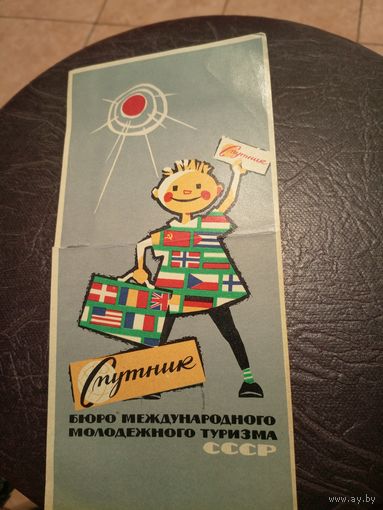 Спутник
Спутник
БЮРО МЕЖДУНАРОДНОГО
МОЛОДЕЖНОГО ТУРИЗМА
СССР
www.ay.by